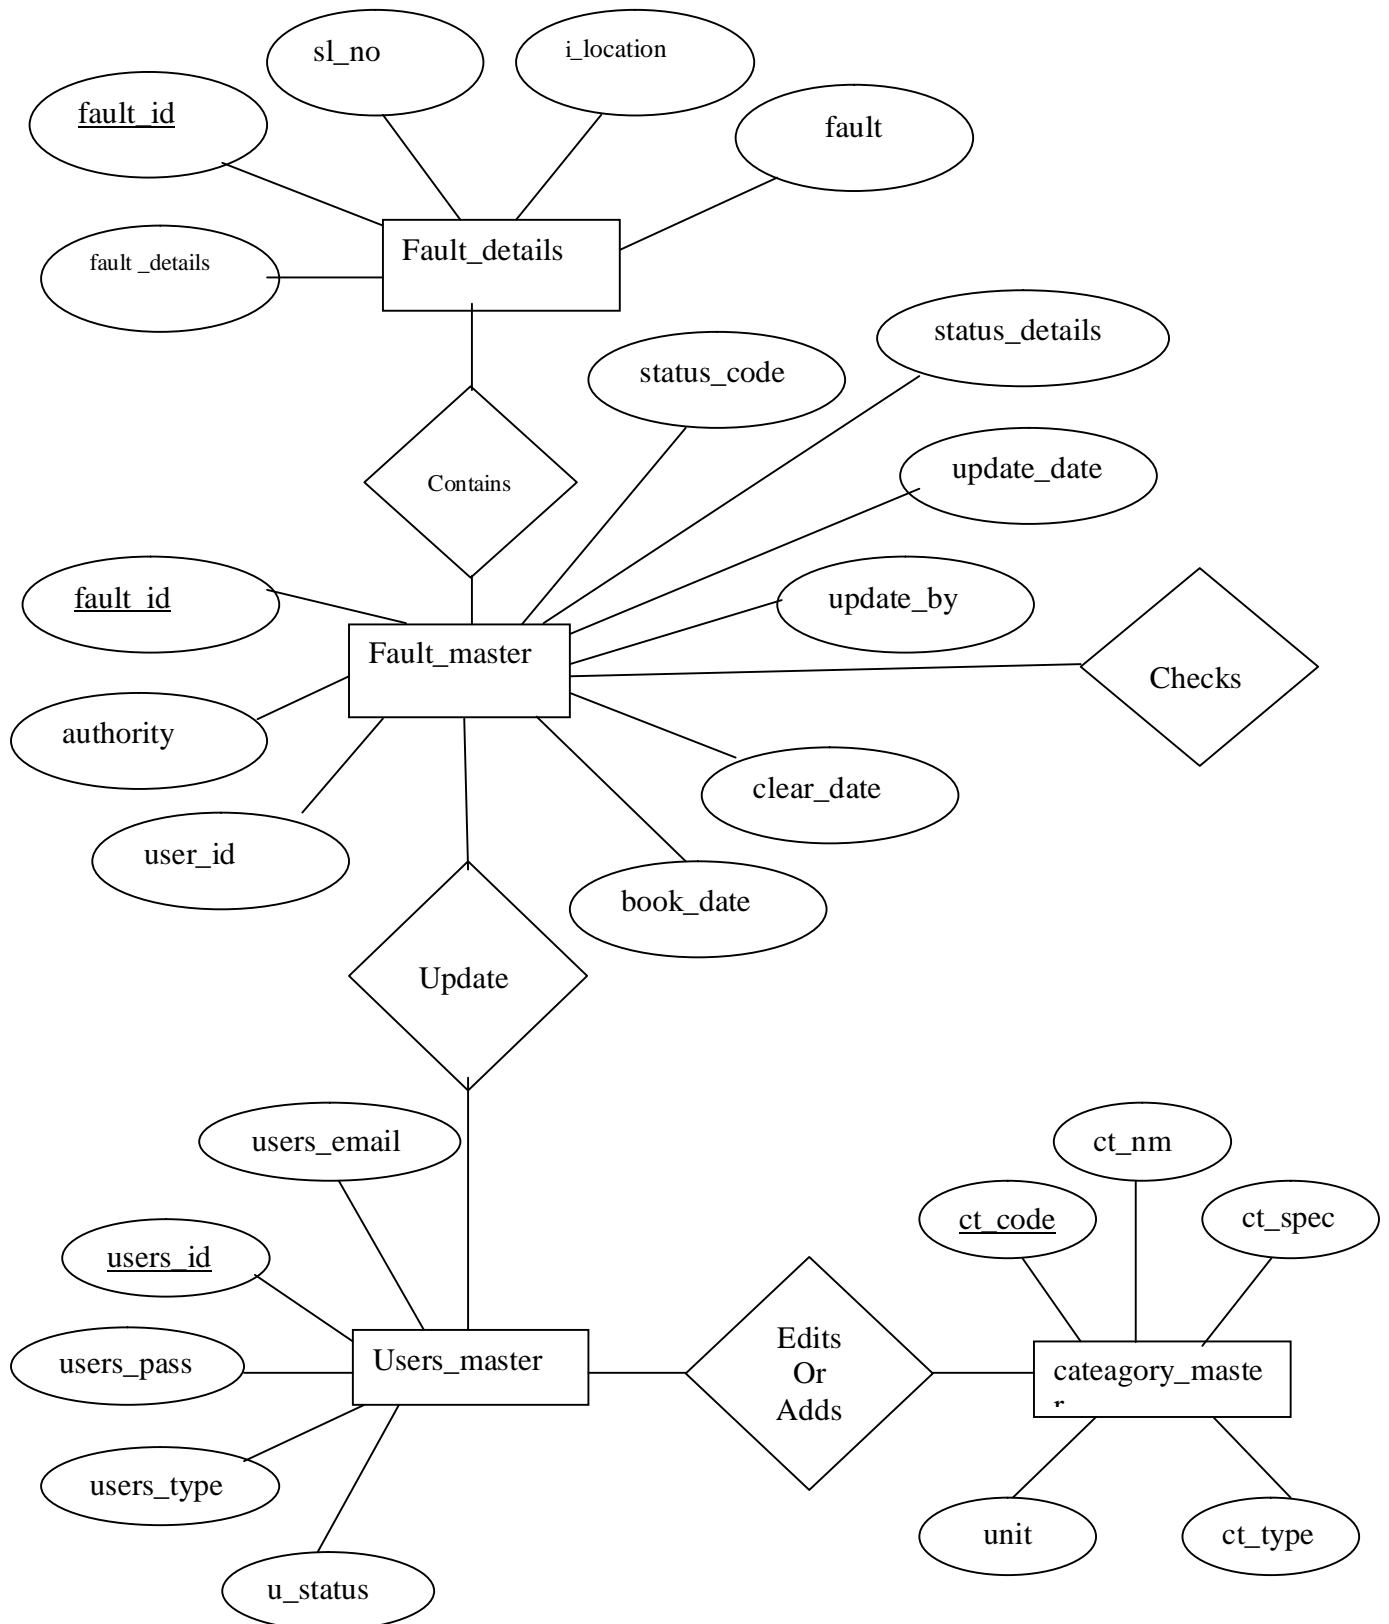 sl_no
i_location
fault_id
fault
fault _details
Fault_details
status_details
status_code
Contains
update_date
fault_id
update_by
Fault_master
Checks
authority
clear_date
user_id
book_date
Update
users_email
ct_nm
ct_code
ct_spec
users_id
Edits
Or
Adds
Users_master
users_pass
cateagory_maste
r
users_type
unit
ct_type
u_status